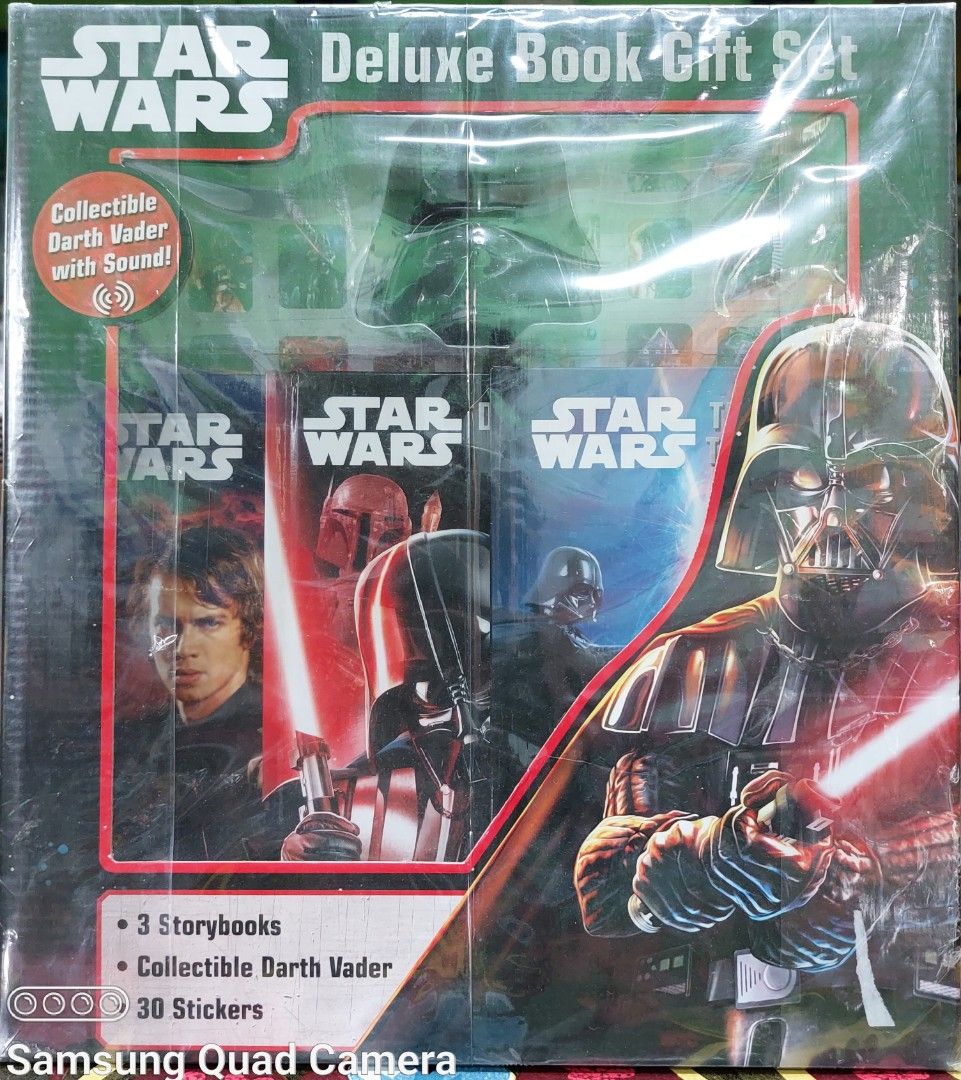 STAR
WARS
Deluxe Book Gift Set
Collectible
Darth Vader
with Sound!
STAR
WARS
STAR
WARS
STAR
WARS
• 3 Storybooks
• Collectible Darth Vader
• 30 Stickers
Samsung Quad Camera